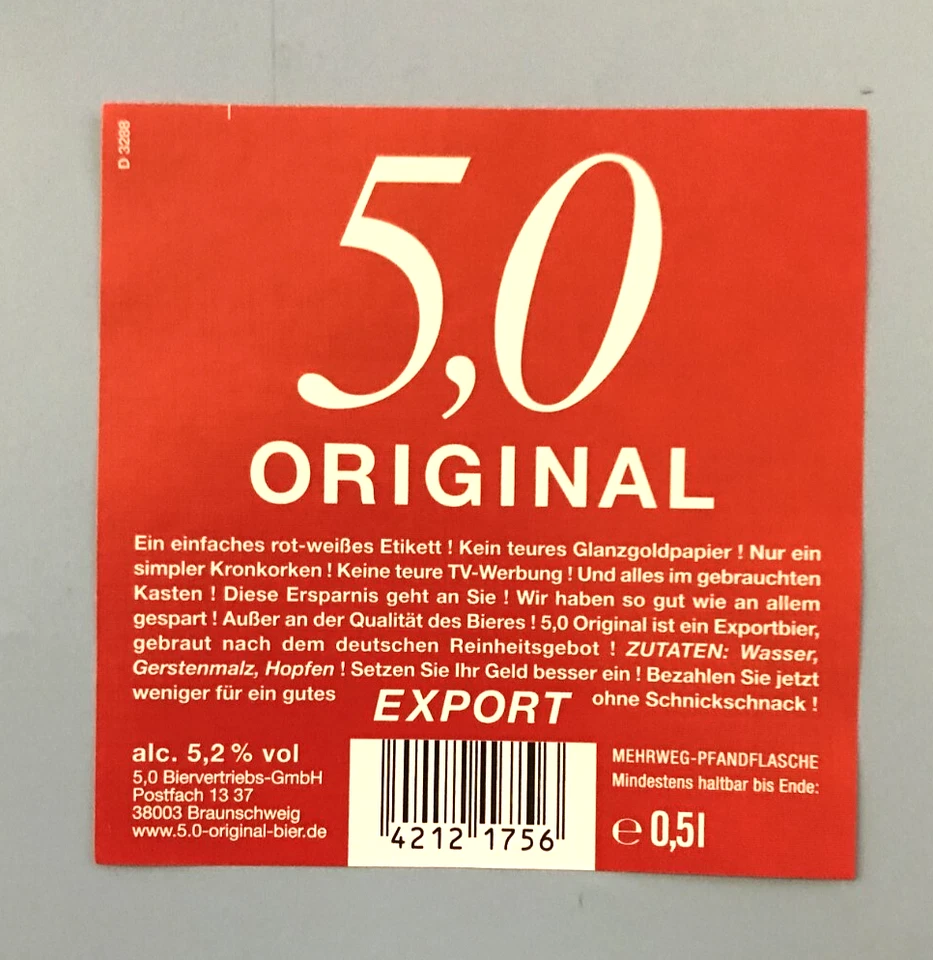 D 3288
5,0
ORIGINAL
Ein einfaches rot-weißes Etikett ! Kein teures Glanzgoldpapier ! Nur ein
simpler Kronkorken ! Keine teure TV-Werbung ! Und alles im gebrauchten
Kasten ! Diese Ersparnis geht an Sie ! Wir haben so gut wie an allem
gespart ! Außer an der Qualität des Bieres ! 5,0 Original ist ein Exportbier,
gebraut nach dem deutschen Reinheitsgebot ! ZUTATEN: Wasser,
Gerstenmalz, Hopfen ! Setzen Sie Ihr Geld besser ein ! Bezahlen Sie jetzt
weniger für ein gutes EXPORT ohne Schnickschnack !
alc. 5,2 % vol
5,0 Biervertriebs-GmbH
Postfach 13 37
38003 Braunschweig
www.5.0-original-bier.de
4212 1756
MEHRWEG-PFANDFLASCHE
Mindestens haltbar bis Ende:
℮ 0,5l